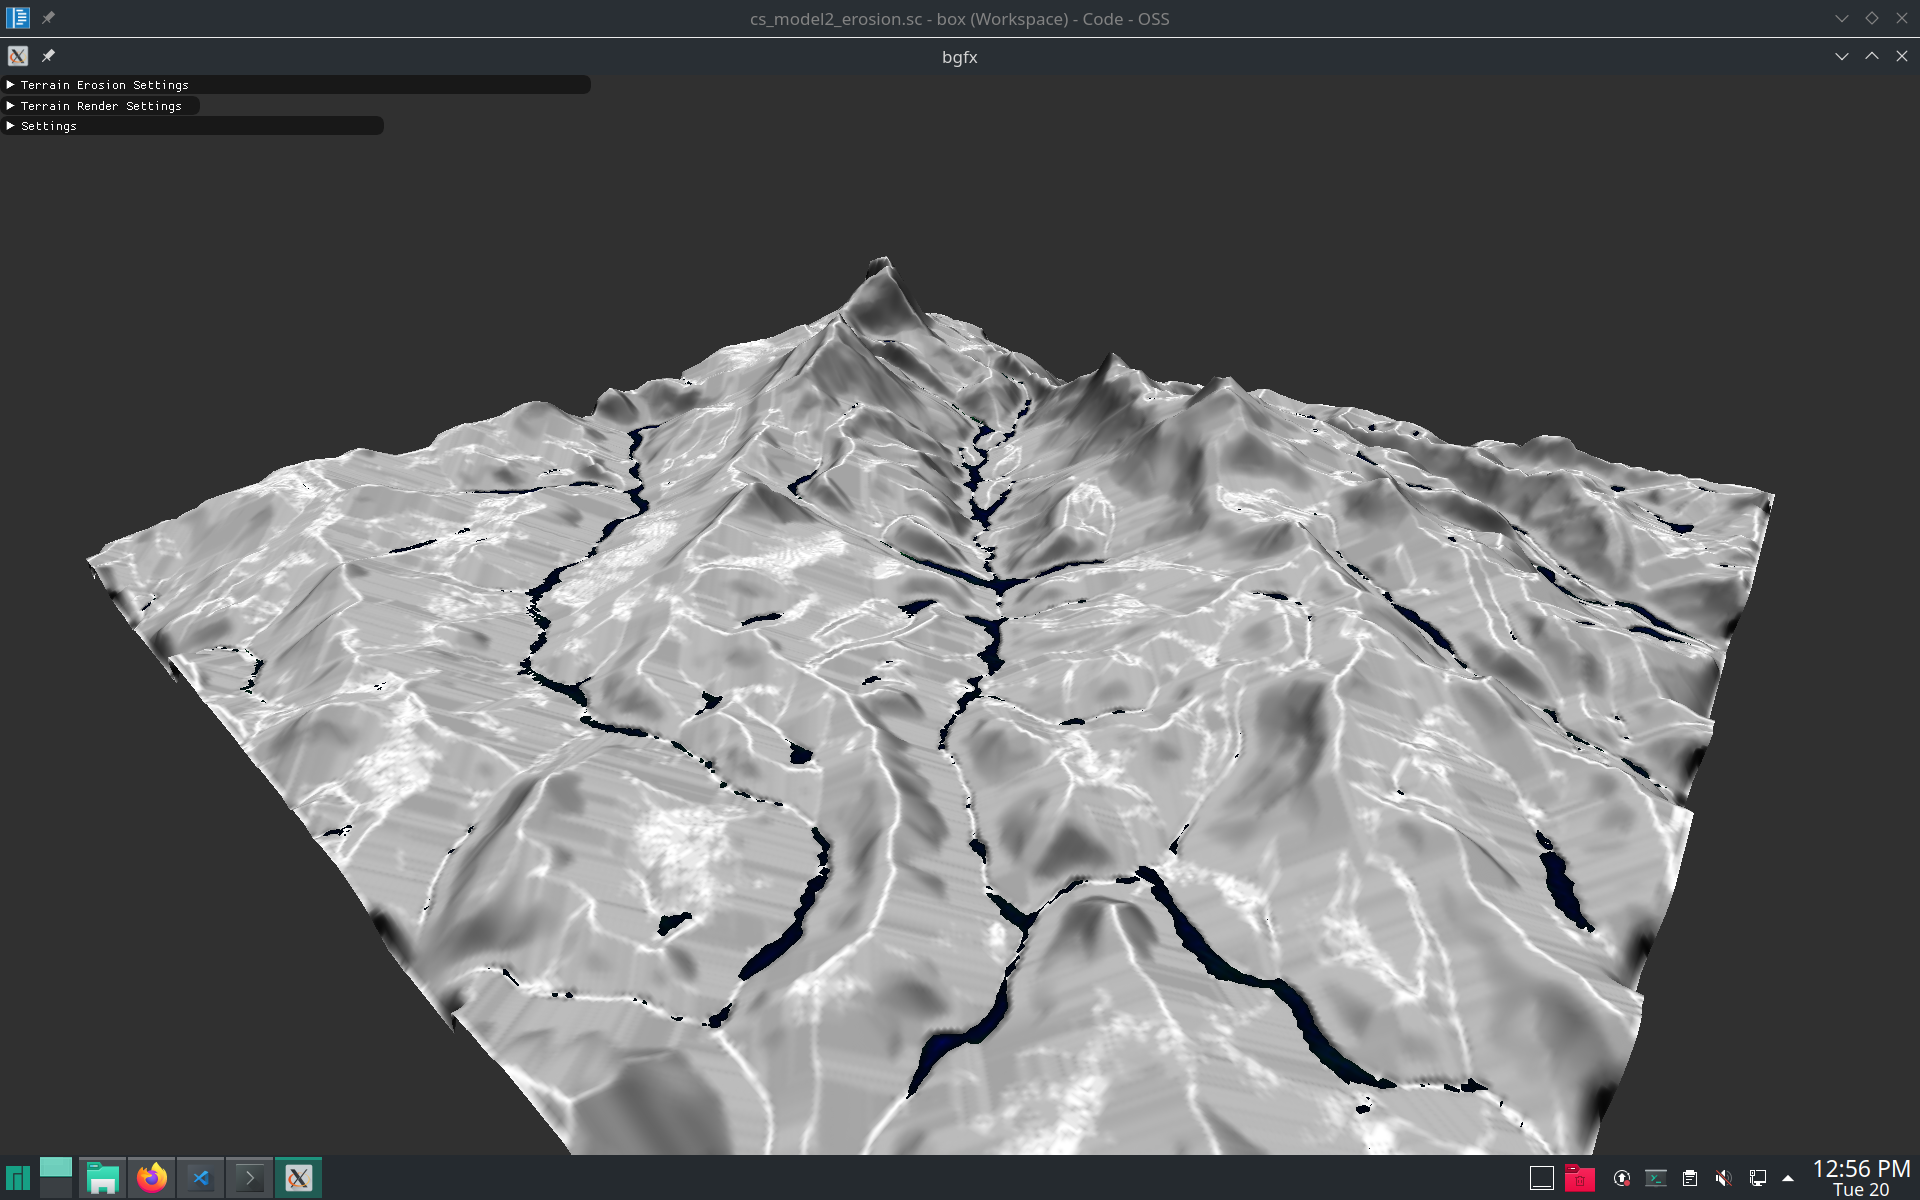 cs_model2_erosion.sc - box (Workspace) - Code - OSS
bgfx
Terrain Erosion Settings
Terrain Render Settings
Settings
12:56 PM
Tue 20